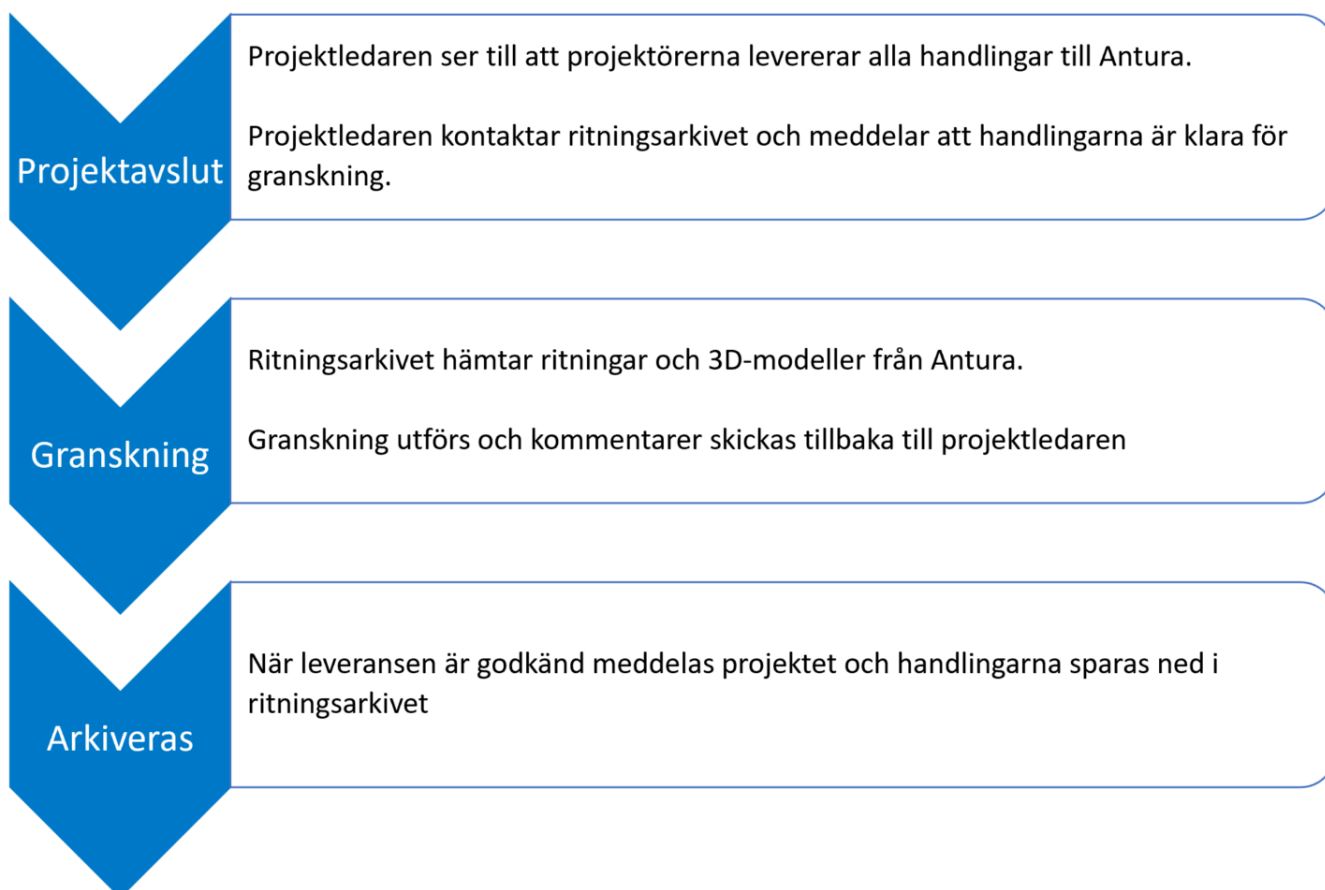 Projektavslut
Projektledaren ser till att projektörerna levererar alla handlingar till Antura.
Projektledaren kontaktar ritningsarkivet och meddelar att handlingarna är klara för
granskning.
Granskning
Ritningsarkivet hämtar ritningar och 3D-modeller från Antura.
Granskning utförs och kommentarer skickas tillbaka till projektledaren
Arkiveras
När leveransen är godkänd meddelas projektet och handlingarna sparas ned i
ritningsarkivet